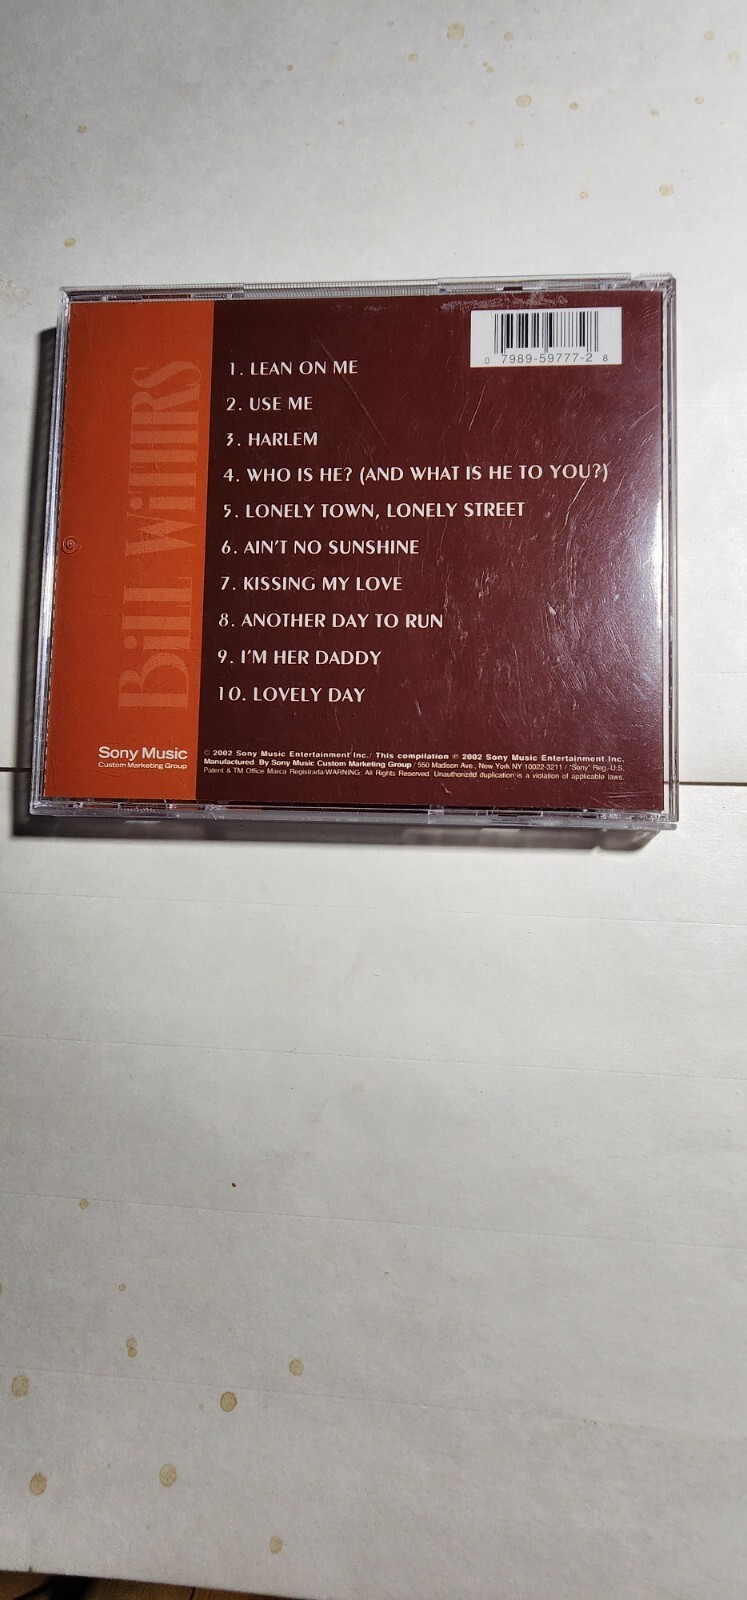 Bill Withers
0 7989-59777-2 8
1. LEAN ON ME
2. USE ME
3. HARLEM
4. WHO IS HE? (AND WHAT IS HE TO YOU?)
5. LONELY TOWN, LONELY STREET
6. AIN'T NO SUNSHINE
7. KISSING MY LOVE
8. ANOTHER DAY TO RUN
9. I'M HER DADDY
10. LOVELY DAY
Sony Music
Custom Marketing Group
© 2002 Sony Music Entertainment Inc./ This compilation ℗ 2002 Sony Music Entertainment Inc.
Manufactured By Sony Music Custom Marketing Group / 550 Madison Ave., New York NY 10022-3211 / "Sony" Reg. U.S.
Patent & TM Office Marca Registrada/WARNING: All Rights Reserved. Unauthorized duplication is a violation of applicable laws.